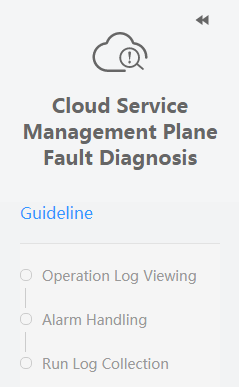 Cloud Service
Management Plane
Fault Diagnosis
Guideline
Operation Log Viewing
Alarm Handling
Run Log Collection